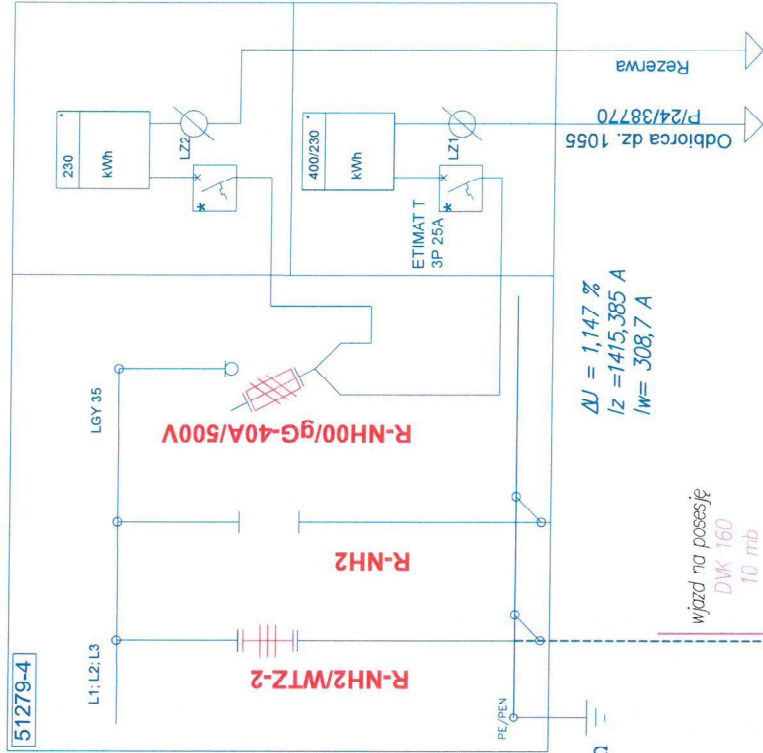 51279-4
L1; L2; L3
LGY 35
R-NH2/WTZ-2
R-NH2
R-NH00/gG-40A/500V
PE/PEN
230
kWh
LZ2
*
400/230
kWh
LZ1
*
ETIMAT T
3P 25A
Rezerwa
Odbiorca dz. 1055
P/24/38770
ΔU = 1,147 %
Iz =1415,385 A
Iw= 308,7 A
wjazd na posesję
DVK 160
10 mb